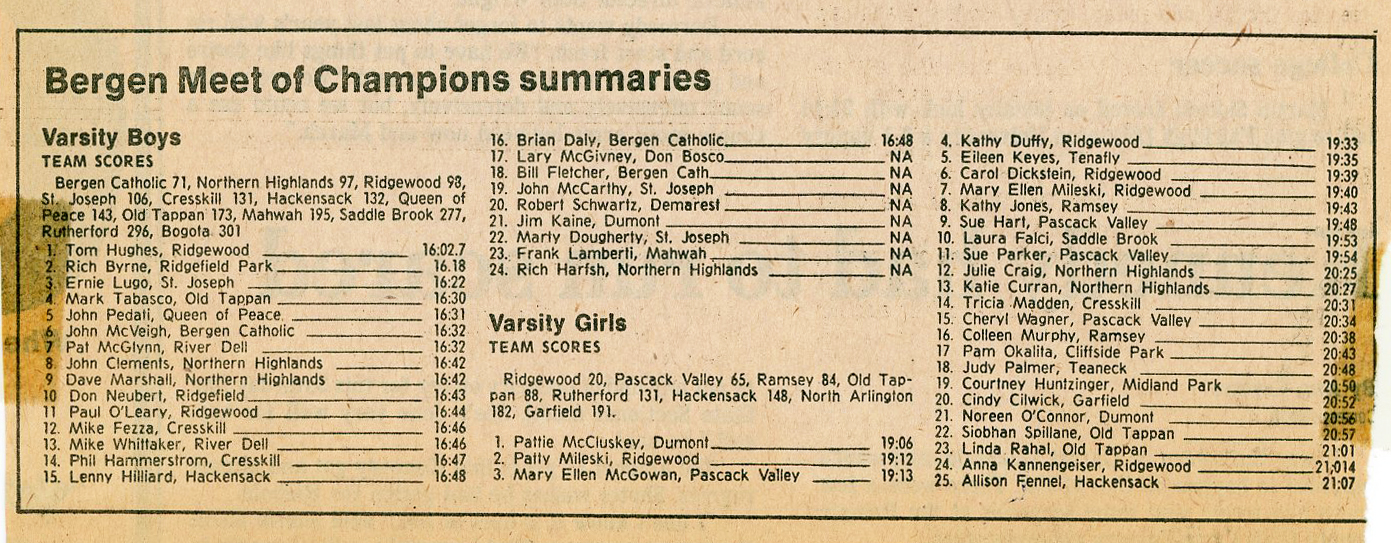 Bergen Meet of Champions summaries
Varsity Boys
TEAM SCORES
Bergen Catholic 71, Northern Highlands 97, Ridgewood 98,
St. Joseph 106, Cresskill 131, Hackensack 132, Queen of
Peace 143, Old Tappan 173, Mahwah 195, Saddle Brook 277,
Rutherford 296, Bogota 301
1. Tom Hughes, Ridgewood 16:02.7
2. Rich Byrne, Ridgefield Park 16.18
3. Ernie Lugo, St. Joseph 16:22
4 Mark Tabasco, Old Tappan 16:30
5 John Pedati, Queen of Peace 16:31
6 John McVeigh, Bergen Catholic 16:32
7 Pat McGlynn, River Dell 16:32
8 John Clements, Northern Highlands 16:42
9 Dave Marshall, Northern Highlands 16:42
10 Don Neubert, Ridgefield 16:43
11 Paul O'Leary, Ridgewood 16:44
12. Mike Fezza, Cresskill 16:46
13. Mike Whittaker, River Dell 16:46
14. Phil Hammerstrom, Cresskill 16:47
15. Lenny Hilliard, Hackensack 16:48
16. Brian Daly, Bergen Catholic 16:48
17. Lary McGivney, Don Bosco NA
18. Bill Fletcher, Bergen Cath NA
19. John McCarthy, St. Joseph NA
20. Robert Schwartz, Demarest NA
21. Jim Kaine, Dumont NA
22. Marty Dougherty, St. Joseph NA
23. Frank Lamberti, Mahwah NA
24. Rich Harfsh, Northern Highlands NA
Varsity Girls
TEAM SCORES
Ridgewood 20, Pascack Valley 65, Ramsey 84, Old Tap-
pan 88, Rutherford 131, Hackensack 148, North Arlington
182, Garfield 191.
1. Pattie McCluskey, Dumont 19:06
2. Patty Mileski, Ridgewood 19:12
3. Mary Ellen McGowan, Pascack Valley 19:13
4. Kathy Duffy, Ridgewood 19:33
5. Eileen Keyes, Tenafly 19:35
6. Carol Dickstein, Ridgewood 19:39
7. Mary Ellen Mileski, Ridgewood 19:40
8. Kathy Jones, Ramsey 19:43
9. Sue Hart, Pascack Valley 19:48
10. Laura Falci, Saddle Brook 19:53
11. Sue Parker, Pascack Valley 19:54
12. Julie Craig, Northern Highlands 20:25
13. Katie Curran, Northern Highlands 20:27
14. Tricia Madden, Cresskill 20:31
15. Cheryl Wagner, Pascack Valley 20:34
16. Colleen Murphy, Ramsey 20:38
17 Pam Okalita, Cliffside Park 20:43
18. Judy Palmer, Teaneck 20:48
19. Courtney Huntzinger, Midland Park 20:50
20. Cindy Cilwick, Garfield 20:52
21. Noreen O'Connor, Dumont 20:56
22. Siobhan Spillane, Old Tappan 20:57
23. Linda Rahal, Old Tappan 21:01
24. Anna Kannengeiser, Ridgewood 21;014
25. Allison Fennel, Hackensack 21:07